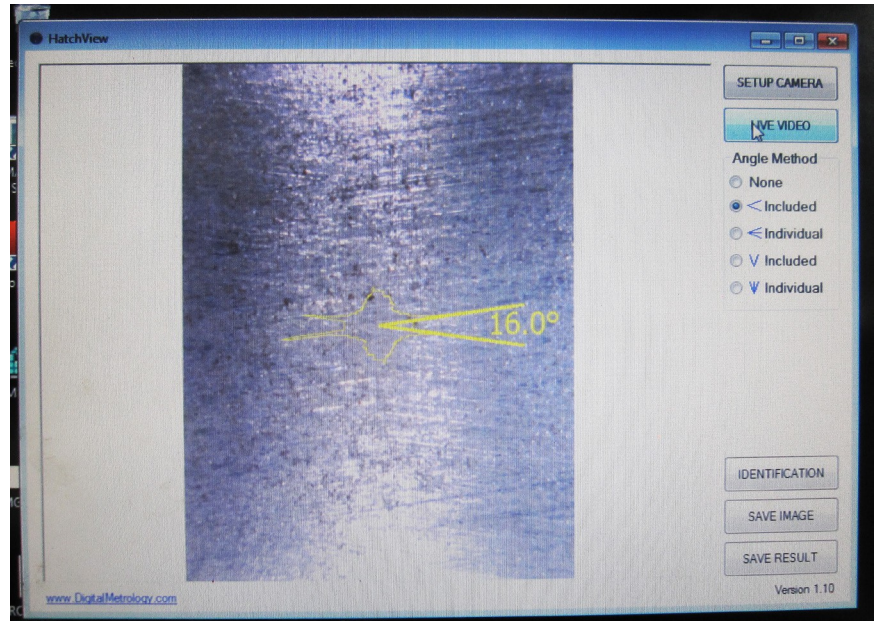 HatchView
SETUP CAMERA
LIVE VIDEO
Angle Method
None
Included
Individual
V Included
Individual
16.0°
IDENTIFICATION
SAVE IMAGE
SAVE RESULT
Version 1.10
www.DigitalMetrology.com